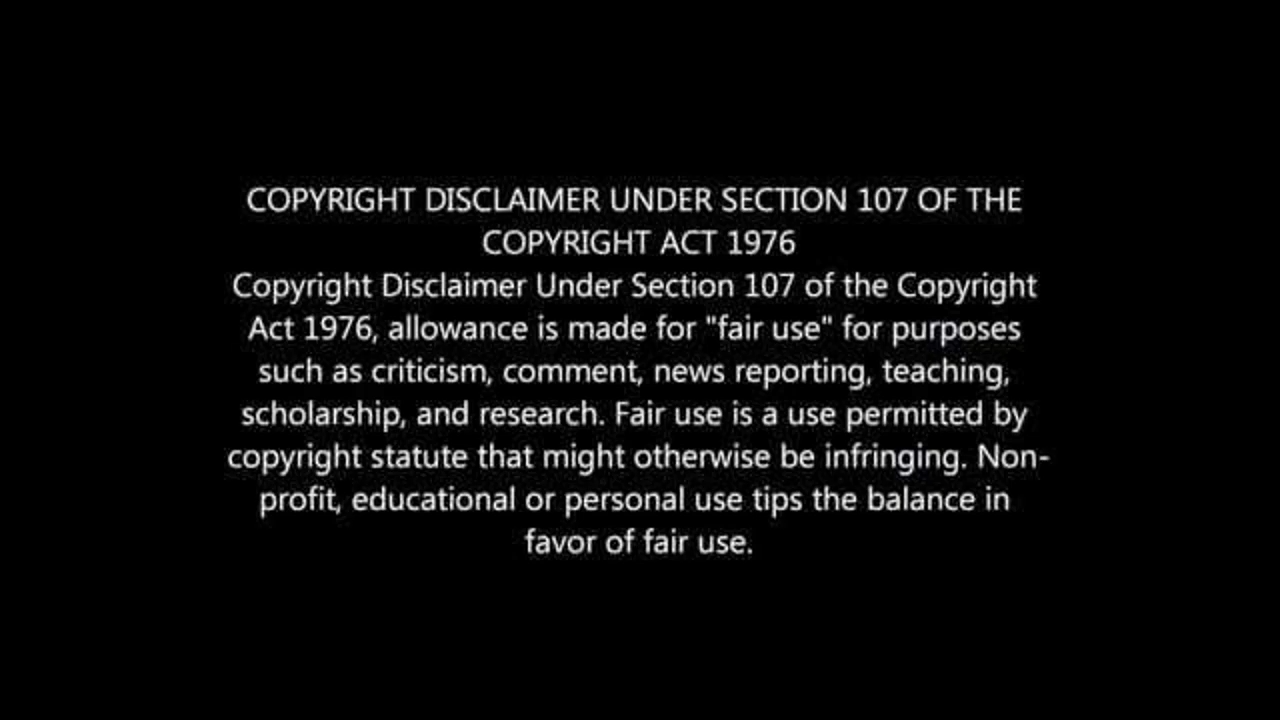 COPYRIGHT DISCLAIMER UNDER SECTION 107 OF THE
COPYRIGHT ACT 1976
Copyright Disclaimer Under Section 107 of the Copyright
Act 1976, allowance is made for "fair use" for purposes
such as criticism, comment, news reporting, teaching,
scholarship, and research. Fair use is a use permitted by
copyright statute that might otherwise be infringing. Non-
profit, educational or personal use tips the balance in
favor of fair use.